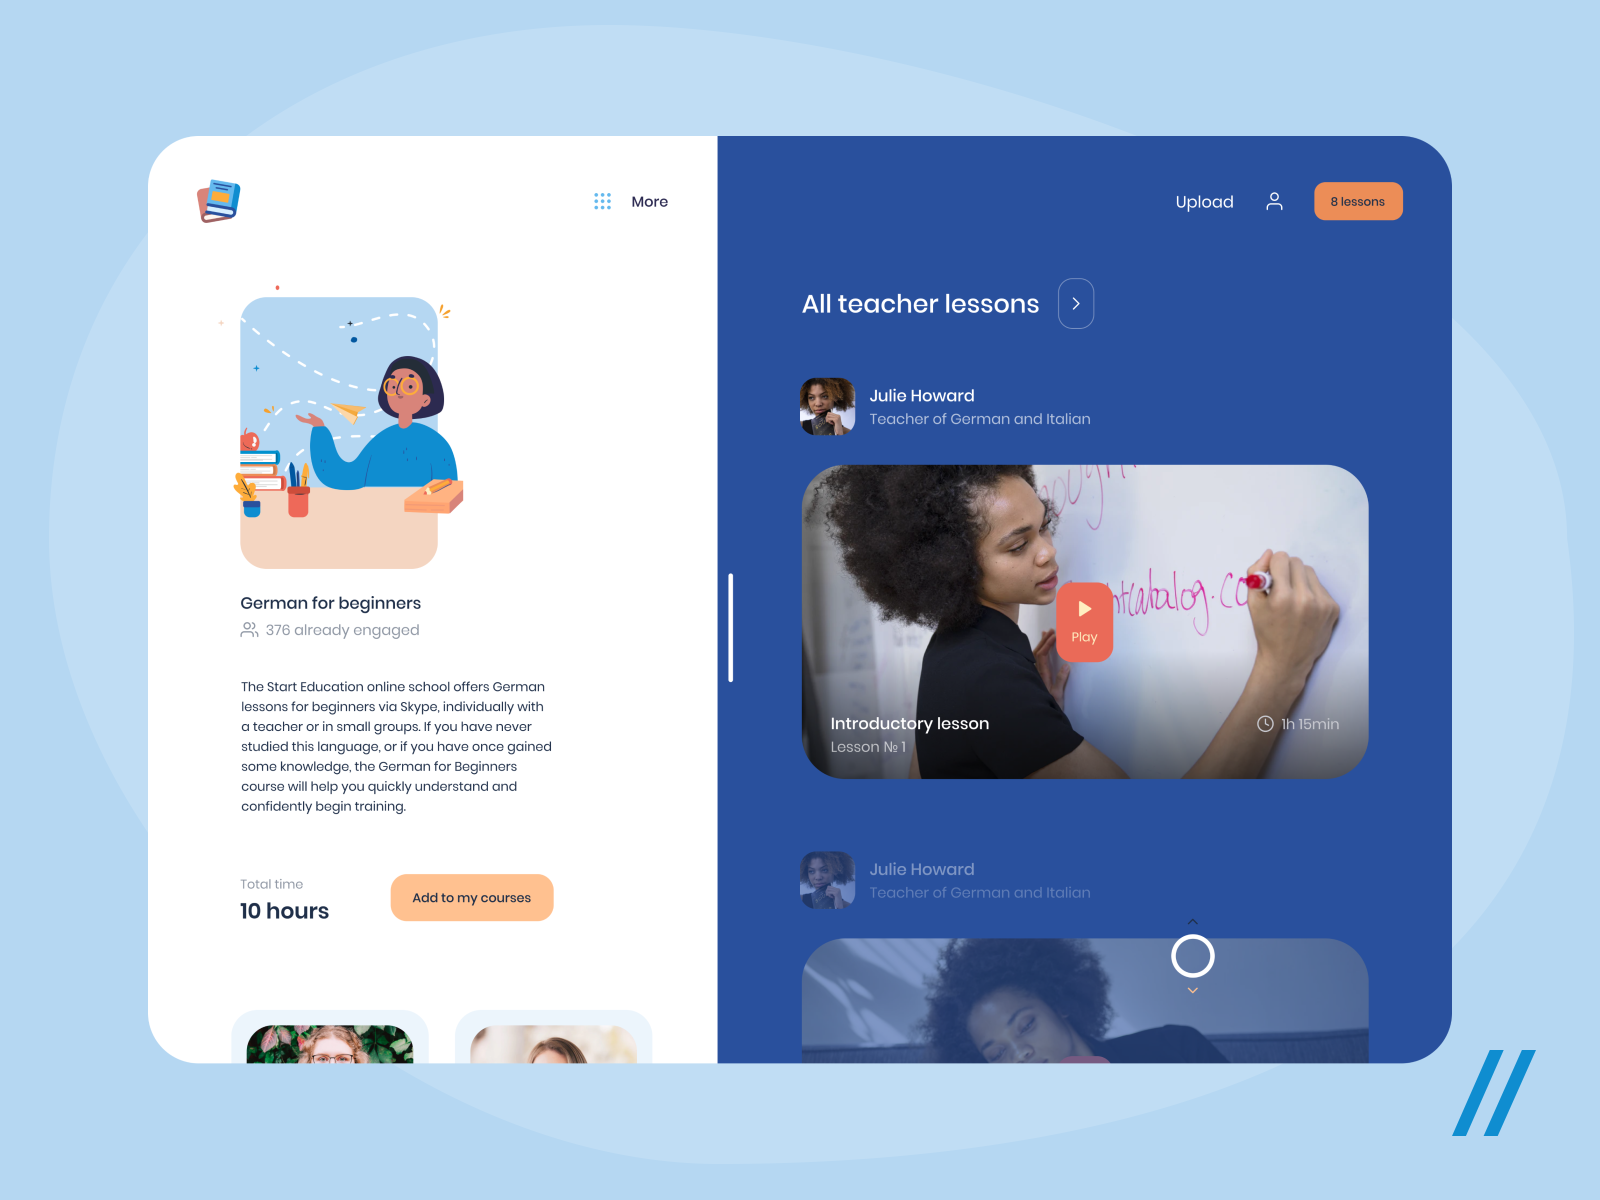 More
Upload
8 lessons
German for beginners
376 already engaged
The Start Education online school offers German
lessons for beginners via Skype, individually with
a teacher or in small groups. If you have never
studied this language, or if you have once gained
some knowledge, the German for Beginners
course will help you quickly understand and
confidently begin training.
Total time
10 hours
Add to my courses
All teacher lessons
Julie Howard
Teacher of German and Italian
Play
Introductory lesson
Lesson № 1
1h 15min
Julie Howard
Teacher of German and Italian